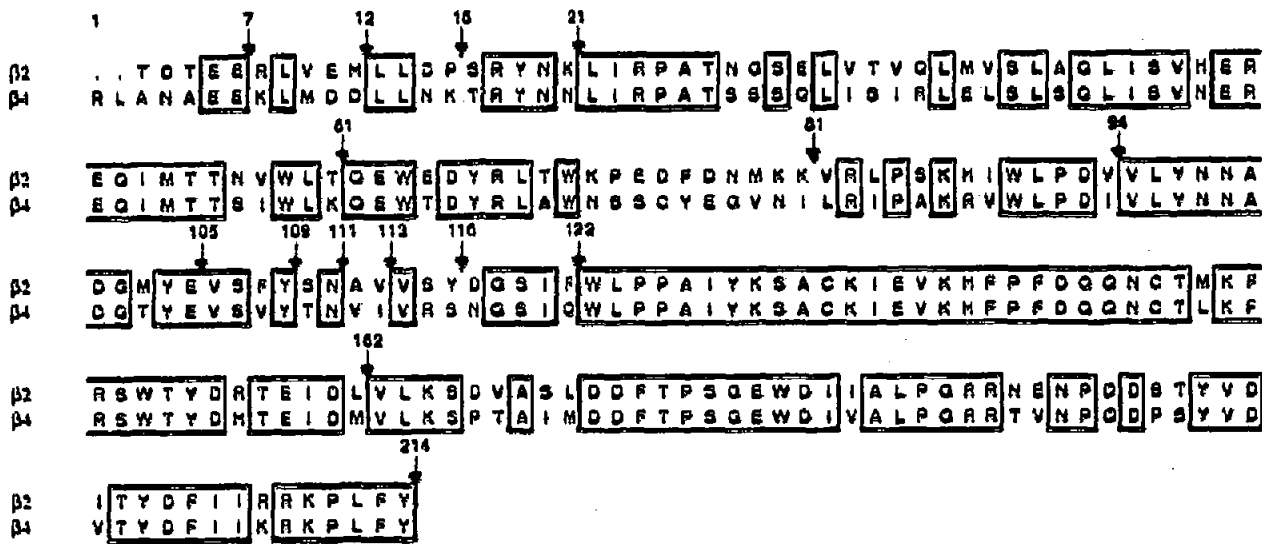 1 7 12 15 21
β2 . . T D T E E R L V E H L L D P S R Y N K L I R P A T N G S E L V T V Q L M V S L A Q L I S V H E R
β4 R L A N A E E K L M D D L L N K T R Y N N L I R P A T S S S Q L I S I R L E L S L S Q L I S V N E R
61 81 94
β2 E Q I M T T N V W L T Q E W E D Y R L T W K P E D F D N M K K V R L P S K H I W L P D V V L Y N N A
β4 E Q I M T T S I W L K Q E W T D Y R L A W N S S C Y E G V N I L R I P A K R V W L P D I V L Y N N A
105 109 111 113 116 122
β2 D G M Y E V S F Y S N A V V S Y D G S I F W L P P A I Y K S A C K I E V K H F P F D Q Q N C T M K F
β4 D G T Y E V S V Y T N V I V R S N G S I Q W L P P A I Y K S A C K I E V K H F P F D Q Q N C T L K F
162
β2 R S W T Y D R T E I D L V L K S D V A S L D D F T P S G E W D I I A L P G R R N E N P D D S T Y V D
β4 R S W T Y D H T E I D M V L K S P T A I M D D F T P S G E W D I V A L P G R R T V N P Q D P S Y V D
214
β2 I T Y D F I I R R K P L F Y
β4 V T Y D F I I K R K P L F Y